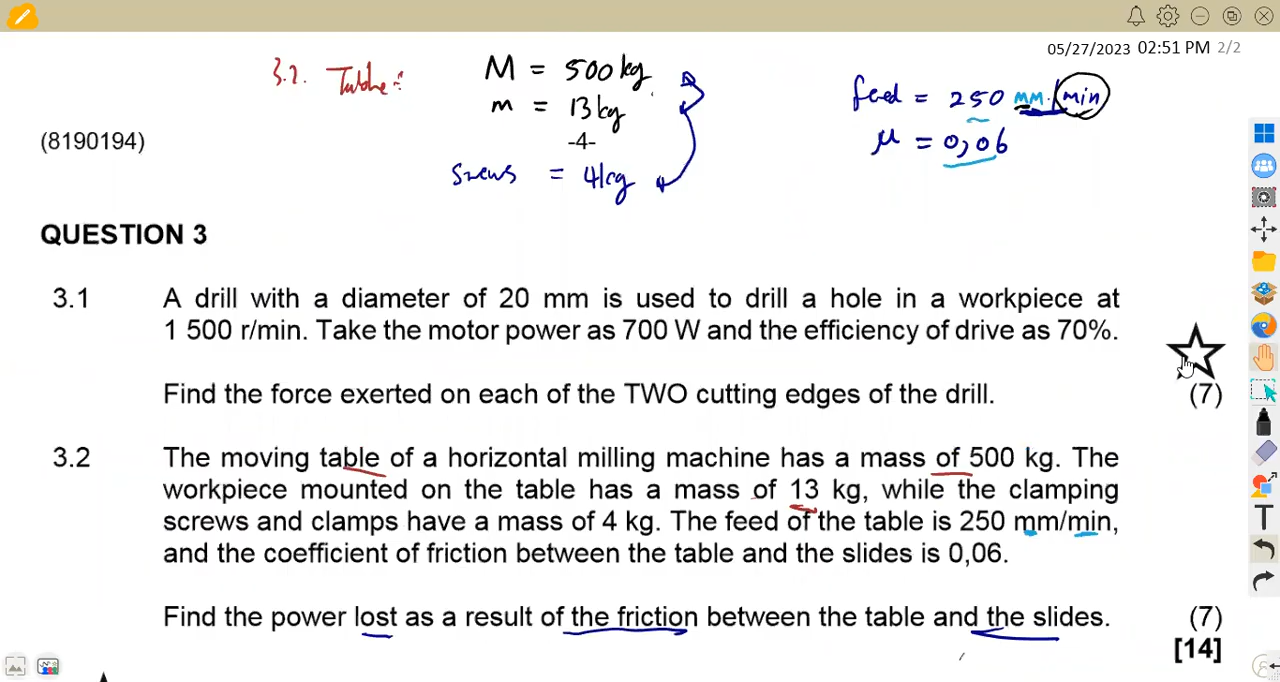 05/27/2023 02:51 PM 2/2
3.2. Table:
M = 500 kg
m = 13 kg
-4-
screws = 4 kg
feed = 250 mm/min
μ = 0,06
(8190194)
QUESTION 3
3.1 A drill with a diameter of 20 mm is used to drill a hole in a workpiece at
1 500 r/min. Take the motor power as 700 W and the efficiency of drive as 70%.
Find the force exerted on each of the TWO cutting edges of the drill. (7)
3.2 The moving table of a horizontal milling machine has a mass of 500 kg. The
workpiece mounted on the table has a mass of 13 kg, while the clamping
screws and clamps have a mass of 4 kg. The feed of the table is 250 mm/min,
and the coefficient of friction between the table and the slides is 0,06.
Find the power lost as a result of the friction between the table and the slides. (7)
[14]